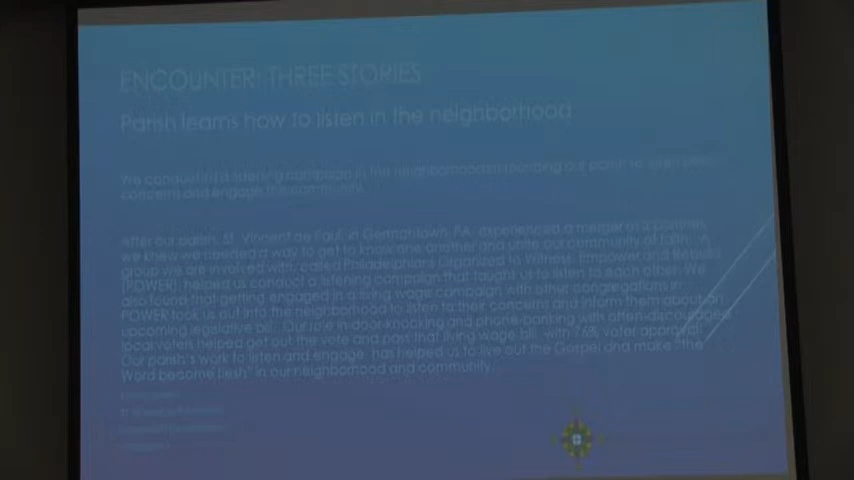 ENCOUNTER: THREE STORIES
Parish learns how to listen in the neighborhood
We conducted a listening campaign in the neighborhood surrounding our parish to
concerns and engage the community.
After our parish, St. Vincent de Paul, in Germantown, PA, experienced a merger of 3 parishes,
we knew we needed a way to get to know one another and unite our community of faith. A
group we are involved with, called Philadelphians Organized to Witness, Empower and Rebuild
(POWER), helped us conduct a listening campaign that taught us to listen to each other. We
also found that getting engaged in a living wage campaign with other congregations in
POWER took us out into the neighborhood to listen to their concerns and inform them about an
upcoming legislative bill. Our role in door-knocking and phone-banking with often-discouraged
local voters helped get out the vote and pass that living wage bill, with 76% voter approval!
Our parish's work to listen and engage, has helped us to live out the Gospel and make "the
Word become flesh" in our neighborhood and community.